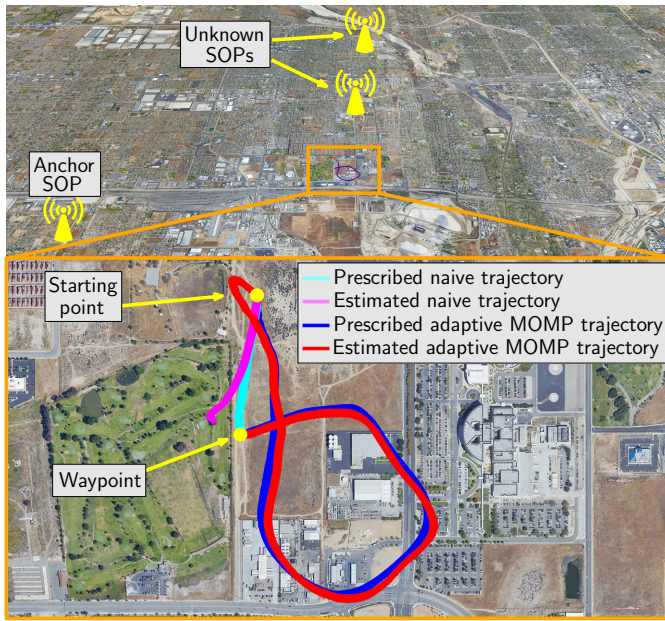 Unknown
SOPs
Anchor
SOP
Starting
point
Prescribed naive trajectory
Estimated naive trajectory
Prescribed adaptive MOMP trajectory
Estimated adaptive MOMP trajectory
Waypoint